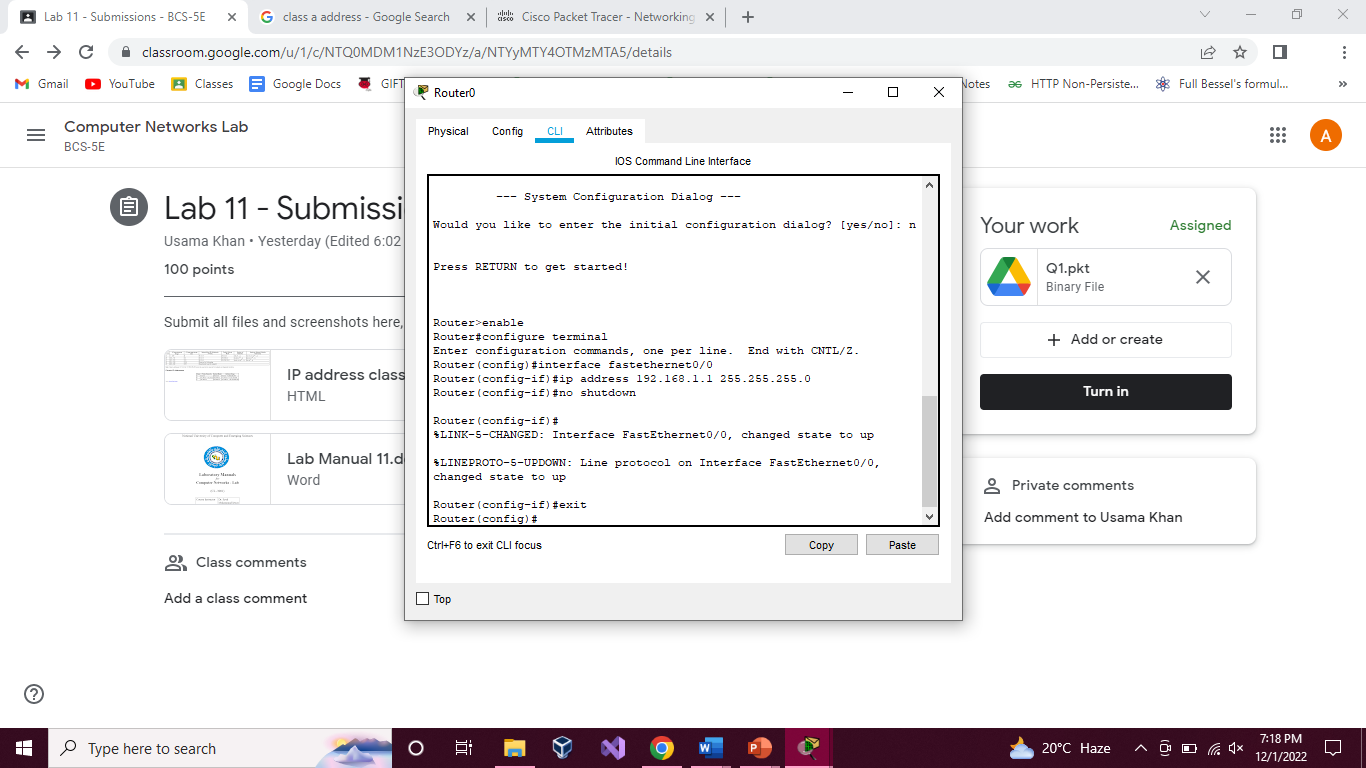 Lab 11 - Submissions - BCS-5E
class a address - Google Search
Cisco Packet Tracer - Networking
classroom.google.com/u/1/c/NTQ0MDM1NzE3ODYz/a/NTYyMTY4OTMzMTA5/details
Gmail
YouTube
Classes
Google Docs
GIFT
Notes
HTTP Non-Persiste...
Full Bessel's formul...
»
Computer Networks Lab
BCS-5E
A
Lab 11 - Submissi
Usama Khan • Yesterday (Edited 6:02
100 points
Submit all files and screenshots here,
IP address class
HTML
Lab Manual 11.d
Word
Class comments
Add a class comment
Router0
Physical
Config
CLI
Attributes
IOS Command Line Interface
--- System Configuration Dialog ---
Would you like to enter the initial configuration dialog? [yes/no]: n
Press RETURN to get started!
Router>enable
Router#configure terminal
Enter configuration commands, one per line.  End with CNTL/Z.
Router(config)#interface fastethernet0/0
Router(config-if)#ip address 192.168.1.1 255.255.255.0
Router(config-if)#no shutdown
Router(config-if)#
%LINK-5-CHANGED: Interface FastEthernet0/0, changed state to up
%LINEPROTO-5-UPDOWN: Line protocol on Interface FastEthernet0/0,
changed state to up
Router(config-if)#exit
Router(config)#
Ctrl+F6 to exit CLI focus
Copy
Paste
Top
Your work
Assigned
Q1.pkt
Binary File
Add or create
Turn in
Private comments
Add comment to Usama Khan
Type here to search
20°C Haze
7:18 PM
12/1/2022